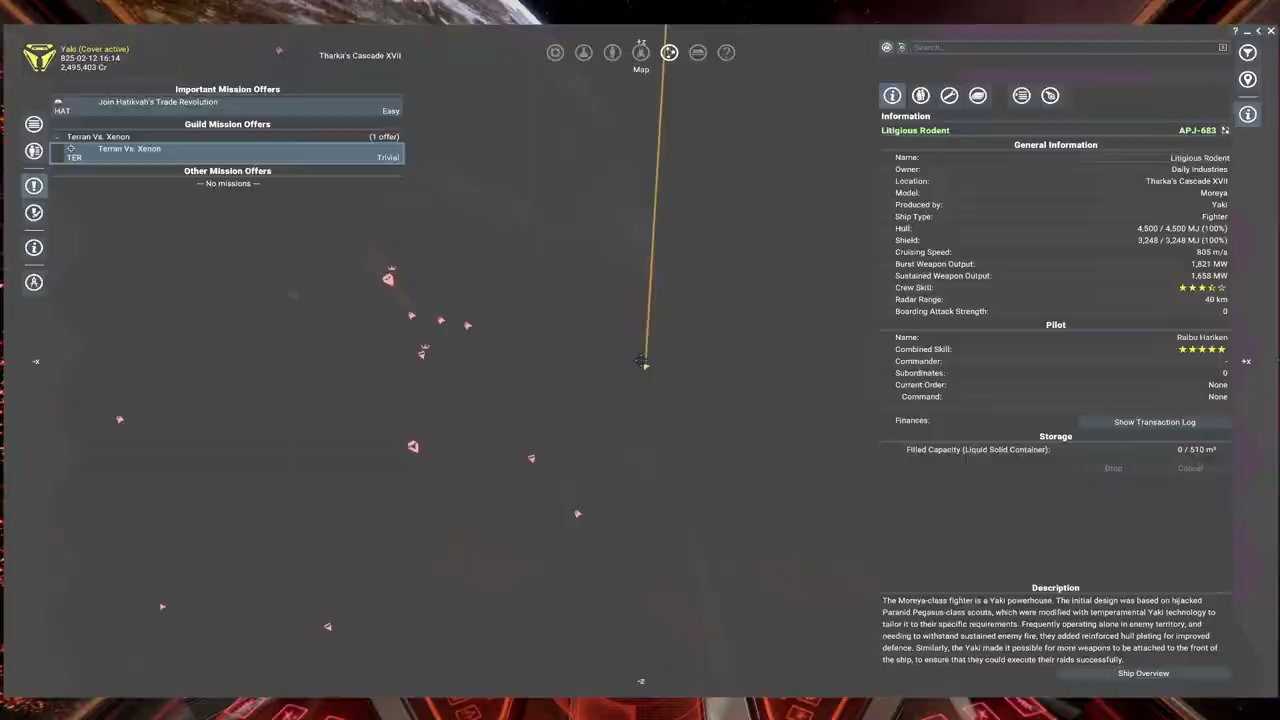 Yaki (Cover active)
825-02-12 16:14
2,495,403 Cr
Tharka's Cascade XVII
+z
Map
Important Mission Offers
Join Hatikvah's Trade Revolution
HAT Easy
Guild Mission Offers
Terran Vs. Xenon (1 offer)
Terran Vs. Xenon
TER Trivial
Other Mission Offers
— No missions —
-x
+x
-z
? 
Search...
Information
Litigious Rodent APJ-683
General Information
Name: Litigious Rodent
Owner: Daily Industries
Location: Tharka's Cascade XVII
Model: Moreya
Produced by: Yaki
Ship Type: Fighter
Hull: 4,500 / 4,500 MJ (100%)
Shield: 3,248 / 3,248 MJ (100%)
Cruising Speed: 805 m/s
Burst Weapon Output: 1,821 MW
Sustained Weapon Output: 1,658 MW
Crew Skill:
Radar Range: 40 km
Boarding Attack Strength: 0
Pilot
Name: Raibu Hariken
Combined Skill:
Commander: -
Subordinates: 0
Current Order: None
Command: None
Finances: Show Transaction Log
Storage
Filled Capacity (Liquid Solid Container): 0 / 510 m³
Drop Cancel
Description
The Moreya-class fighter is a Yaki powerhouse. The initial design was based on hijacked
Paranid Pegasus-class scouts, which were modified with temperamental Yaki technology to
tailor it to their specific requirements. Frequently operating alone in enemy territory, and
needing to withstand sustained enemy fire, they added reinforced hull plating for improved
defence. Similarly, the Yaki made it possible for more weapons to be attached to the front of
the ship, to ensure that they could execute their raids successfully.
Ship Overview